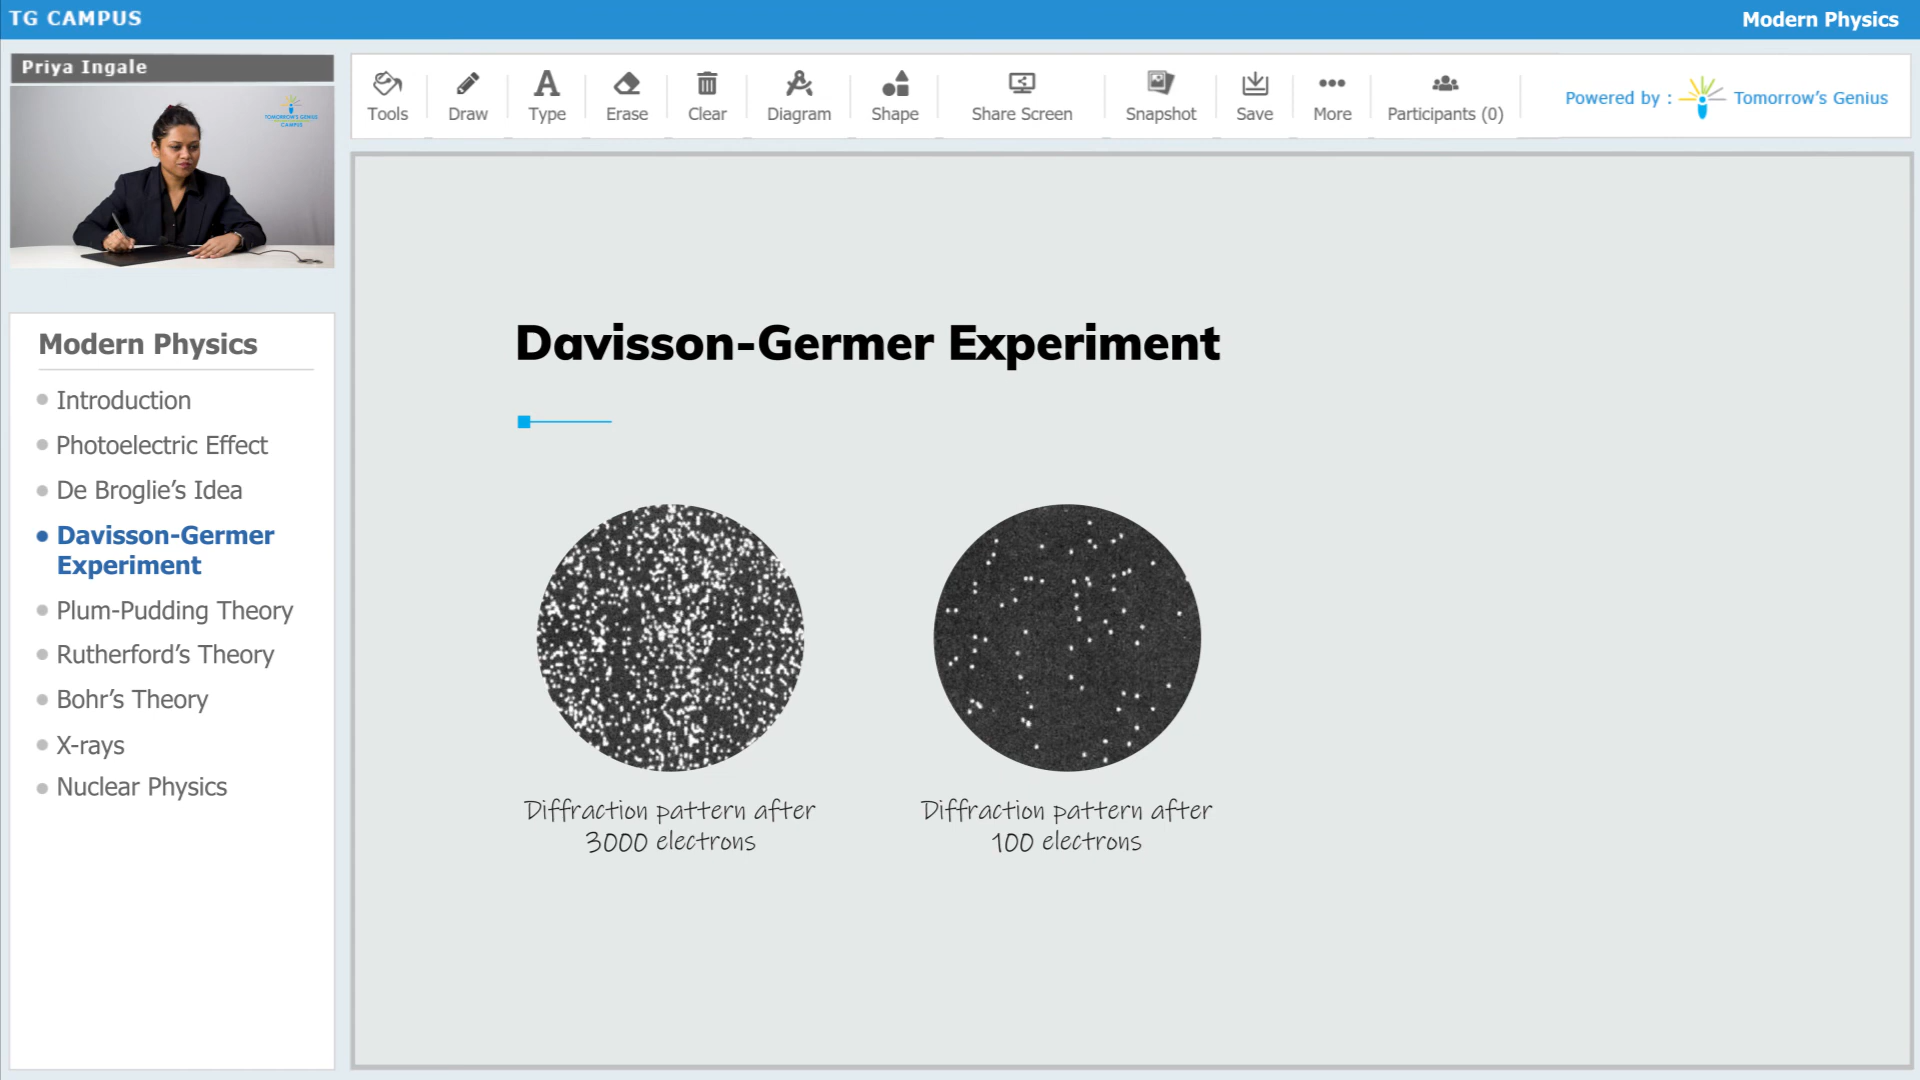 TG CAMPUS
Modern Physics
Priya Ingale
TOMORROW'S GENIUS
CAMPUS
Tools
Draw
Type
Erase
Clear
Diagram
Shape
Share Screen
Snapshot
Save
More
Participants (0)
Powered by :
Tomorrow's Genius
Modern Physics
Introduction
Photoelectric Effect
De Broglie's Idea
Davisson-Germer
Experiment
Plum-Pudding Theory
Rutherford's Theory
Bohr's Theory
X-rays
Nuclear Physics
Davisson-Germer Experiment
Diffraction pattern after
3000 electrons
Diffraction pattern after
100 electrons